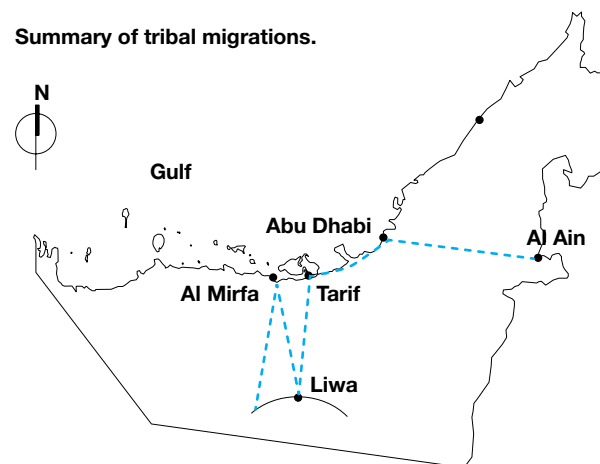 Summary of tribal migrations.
N
Gulf
Abu Dhabi
Al Ain
Al Mirfa
Tarif
Liwa